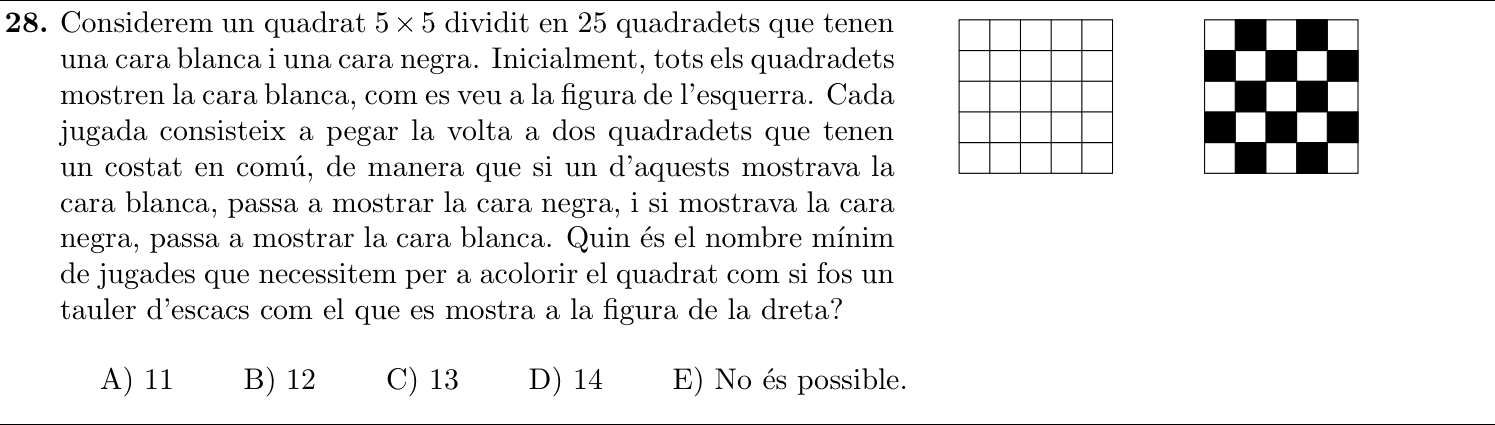 28. Considerem un quadrat 5 × 5 dividit en 25 quadradets que tenen
una cara blanca i una cara negra. Inicialment, tots els quadradets
mostren la cara blanca, com es veu a la figura de l'esquerra. Cada
jugada consisteix a pegar la volta a dos quadradets que tenen
un costat en comú, de manera que si un d'aquests mostrava la
cara blanca, passa a mostrar la cara negra, i si mostrava la cara
negra, passa a mostrar la cara blanca. Quin és el nombre mínim
de jugades que necessitem per a acolorir el quadrat com si fos un
tauler d'escacs com el que es mostra a la figura de la dreta?
A) 11 B) 12 C) 13 D) 14 E) No és possible.